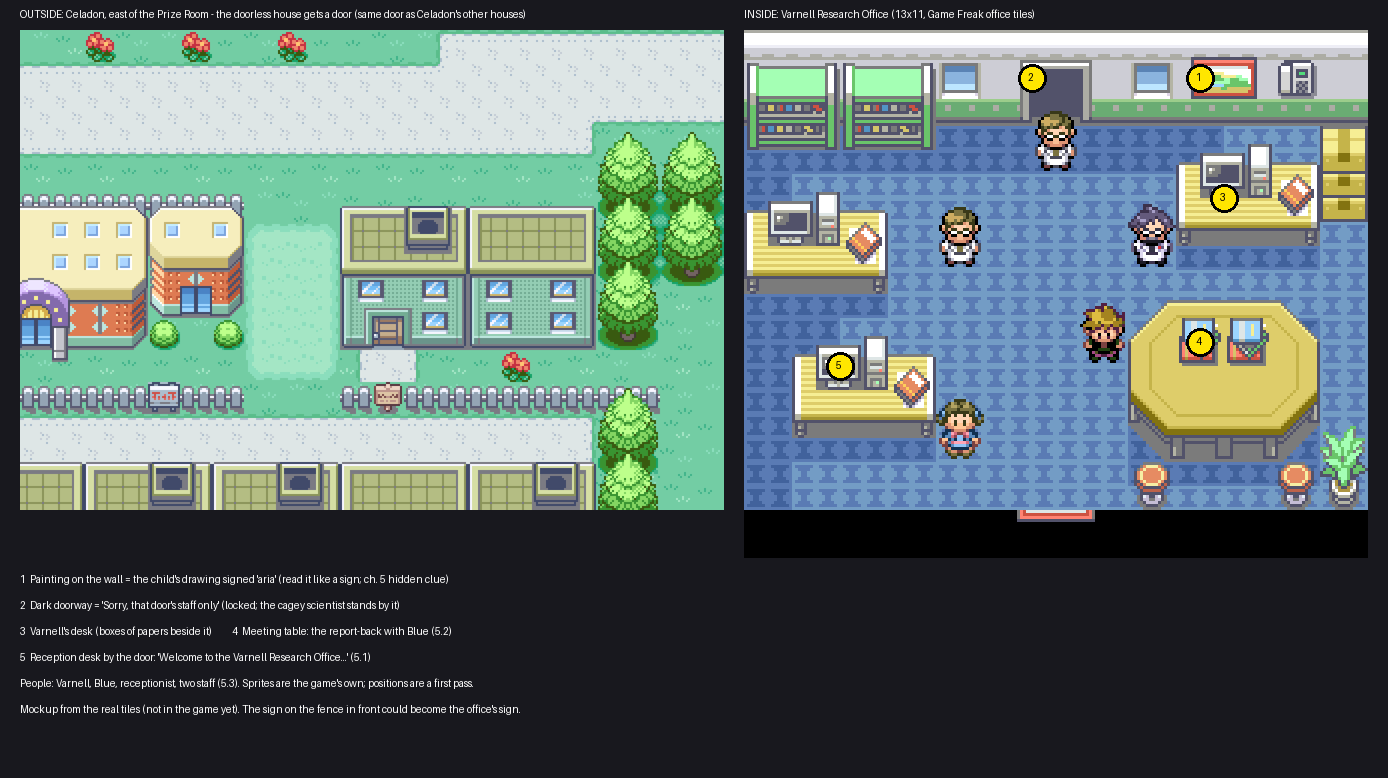 OUTSIDE: Celadon, east of the Prize Room - the doorless house gets a door (same door as Celadon's other houses)
INSIDE: Varnell Research Office (13x11, Game Freak office tiles)
2
1
3
4
5
1 Painting on the wall = the child's drawing signed 'aria' (read it like a sign; ch. 5 hidden clue)
2 Dark doorway = 'Sorry, that door's staff only' (locked; the cagey scientist stands by it)
3 Varnell's desk (boxes of papers beside it) 4 Meeting table: the report-back with Blue (5.2)
5 Reception desk by the door: 'Welcome to the Varnell Research Office...' (5.1)
People: Varnell, Blue, receptionist, two staff (5.3). Sprites are the game's own; positions are a first pass.
Mockup from the real tiles (not in the game yet). The sign on the fence in front could become the office's sign.